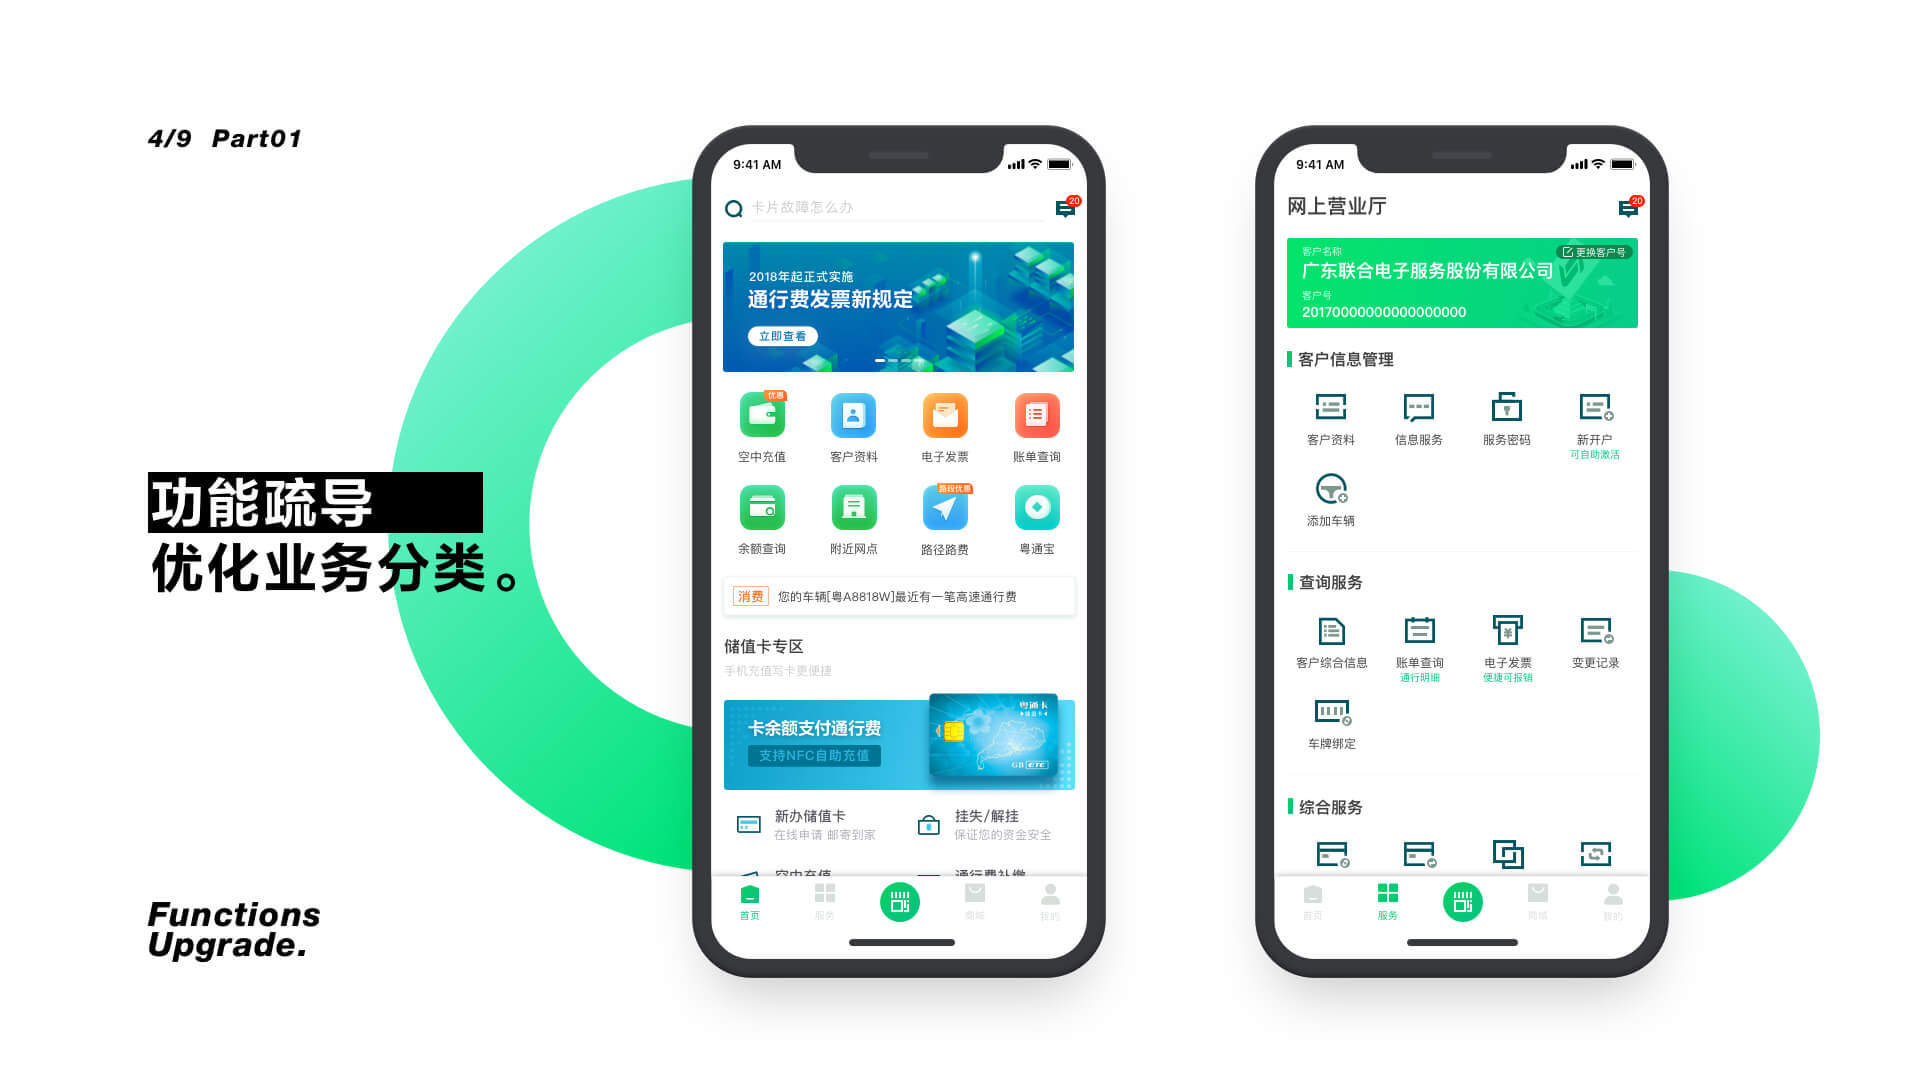 4/9 Part01
功能疏导
优化业务分类。
Functions
Upgrade.
9:41 AM
卡片故障怎么办
20
2018年起正式实施
通行费发票新规定
立即查看
优惠
空中充值
客户资料
电子发票
账单查询
路段优惠
余额查询
附近网点
路径路费
粤通宝
消费 您的车辆[粤A8818W]最近有一笔高速通行费
储值卡专区
手机充值写卡更便捷
卡余额支付通行费
支持NFC自助充值
粤通卡
储值卡
GB ETC
新办储值卡
在线申请 邮寄到家
挂失/解挂
保证您的资金安全
空中充值
通行费补缴
首页
服务
商城
我的
9:41 AM
网上营业厅
20
客户名称
更换客户号
广东联合电子服务股份有限公司
客户号
20170000000000000000
客户信息管理
客户资料
信息服务
服务密码
新开户
可自助激活
添加车辆
查询服务
客户综合信息
账单查询
通行明细
电子发票
便捷可报销
变更记录
车牌绑定
综合服务
首页
服务
商城
我的